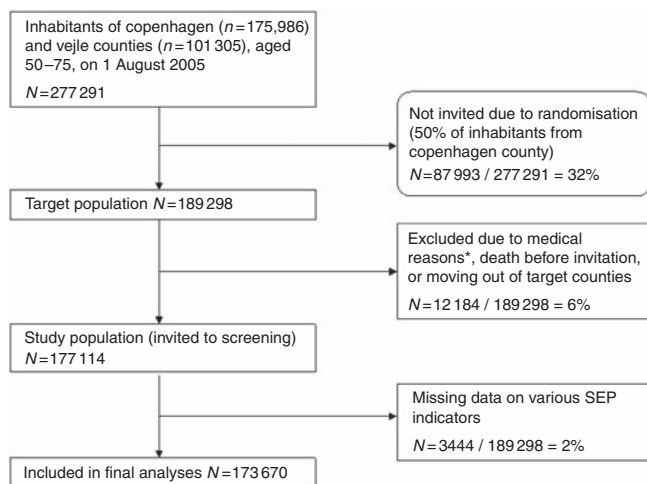 Inhabitants of copenhagen (n=175,986)
and vejle counties (n=101 305), aged
50–75, on 1 August 2005
N=277 291
Not invited due to randomisation
(50% of inhabitants from
copenhagen county)
N=87 993 / 277 291 = 32%
Target population N=189 298
Excluded due to medical
reasons*, death before invitation,
or moving out of target counties
N=12 184 / 189 298 = 6%
Study population (invited to screening)
N=177 114
Missing data on various SEP
indicators
N=3444 / 189 298 = 2%
Included in final analyses N=173 670